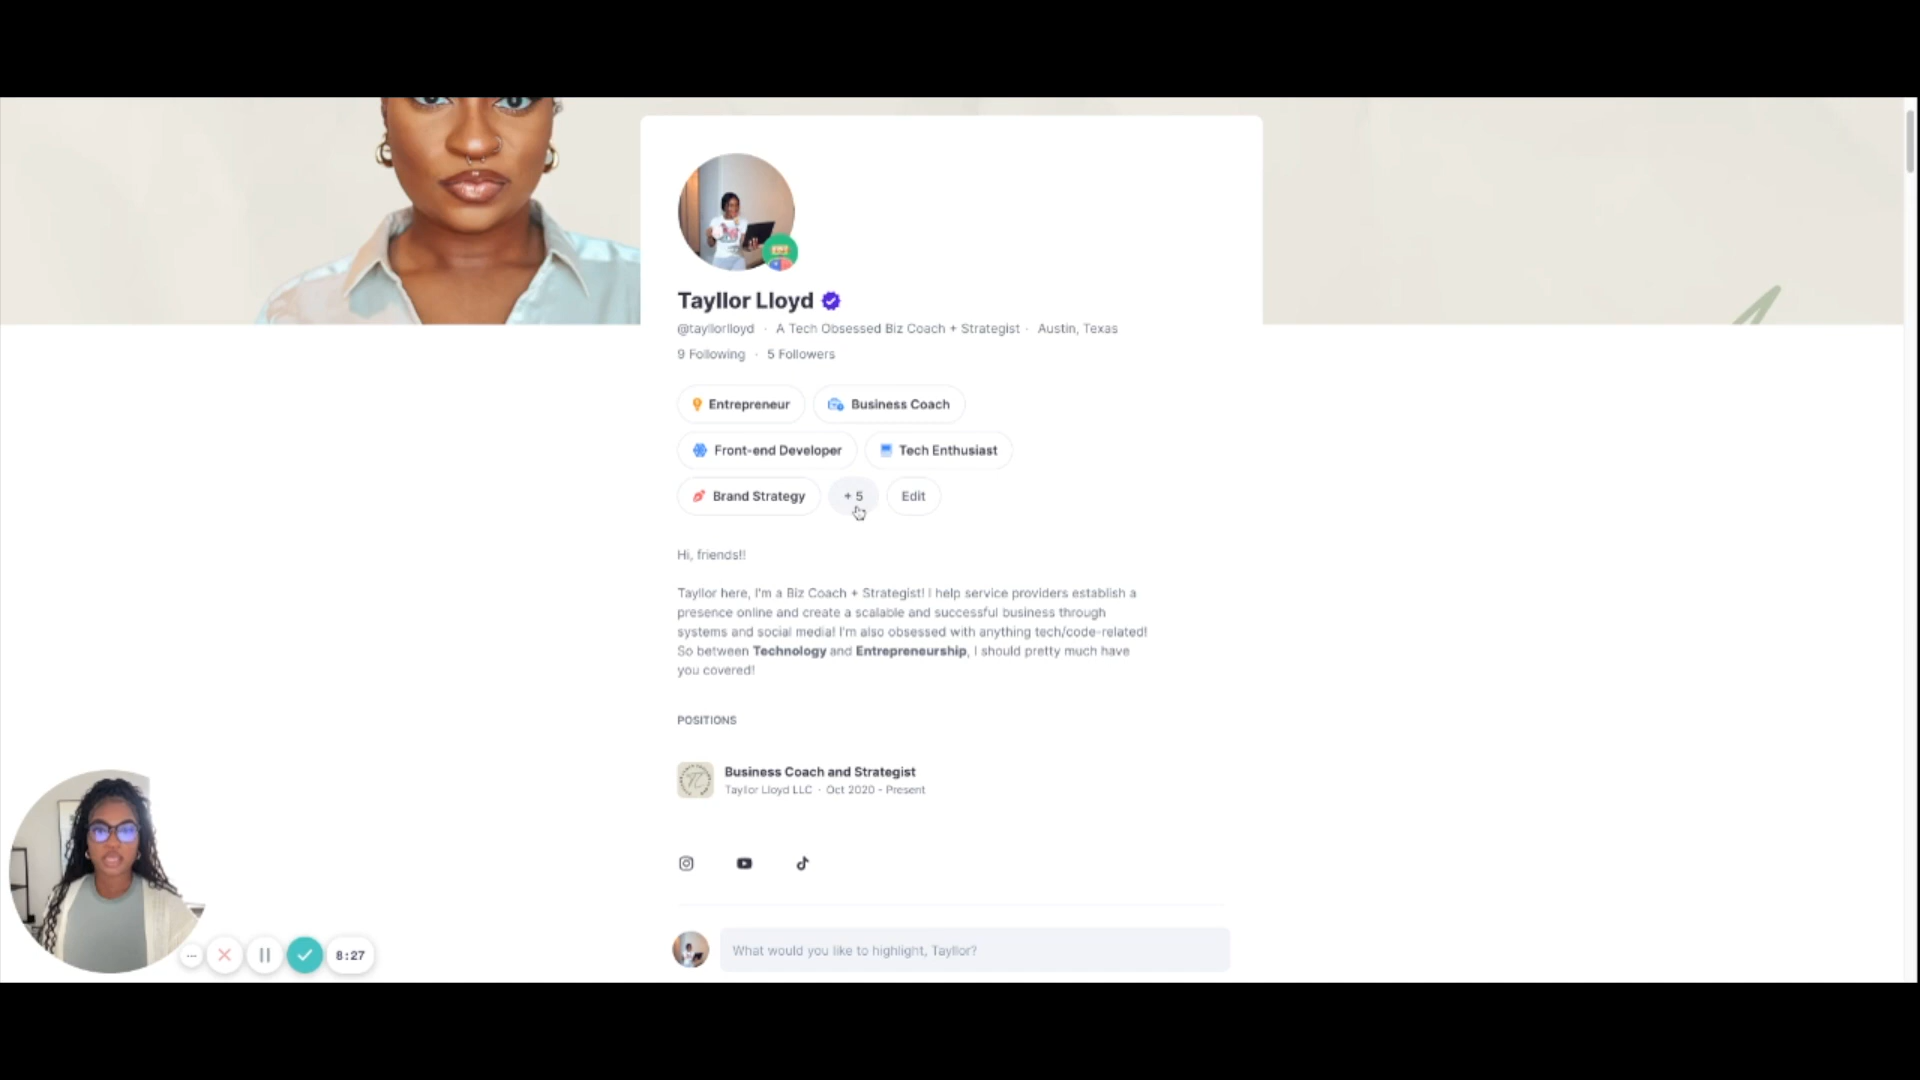 Tayllor Lloyd
@tayllorlloyd · A Tech Obsessed Biz Coach + Strategist · Austin, Texas
9 Following · 5 Followers
Entrepreneur Business Coach
Front-end Developer Tech Enthusiast
Brand Strategy + 5 Edit
Hi, friends!!
Tayllor here, I'm a Biz Coach + Strategist! I help service providers establish a
presence online and create a scalable and successful business through
systems and social media! I'm also obsessed with anything tech/code-related!
So between Technology and Entrepreneurship, I should pretty much have
you covered!
POSITIONS
Business Coach and Strategist
Tayllor Lloyd LLC · Oct 2020 - Present
What would you like to highlight, Tayllor?
8:27